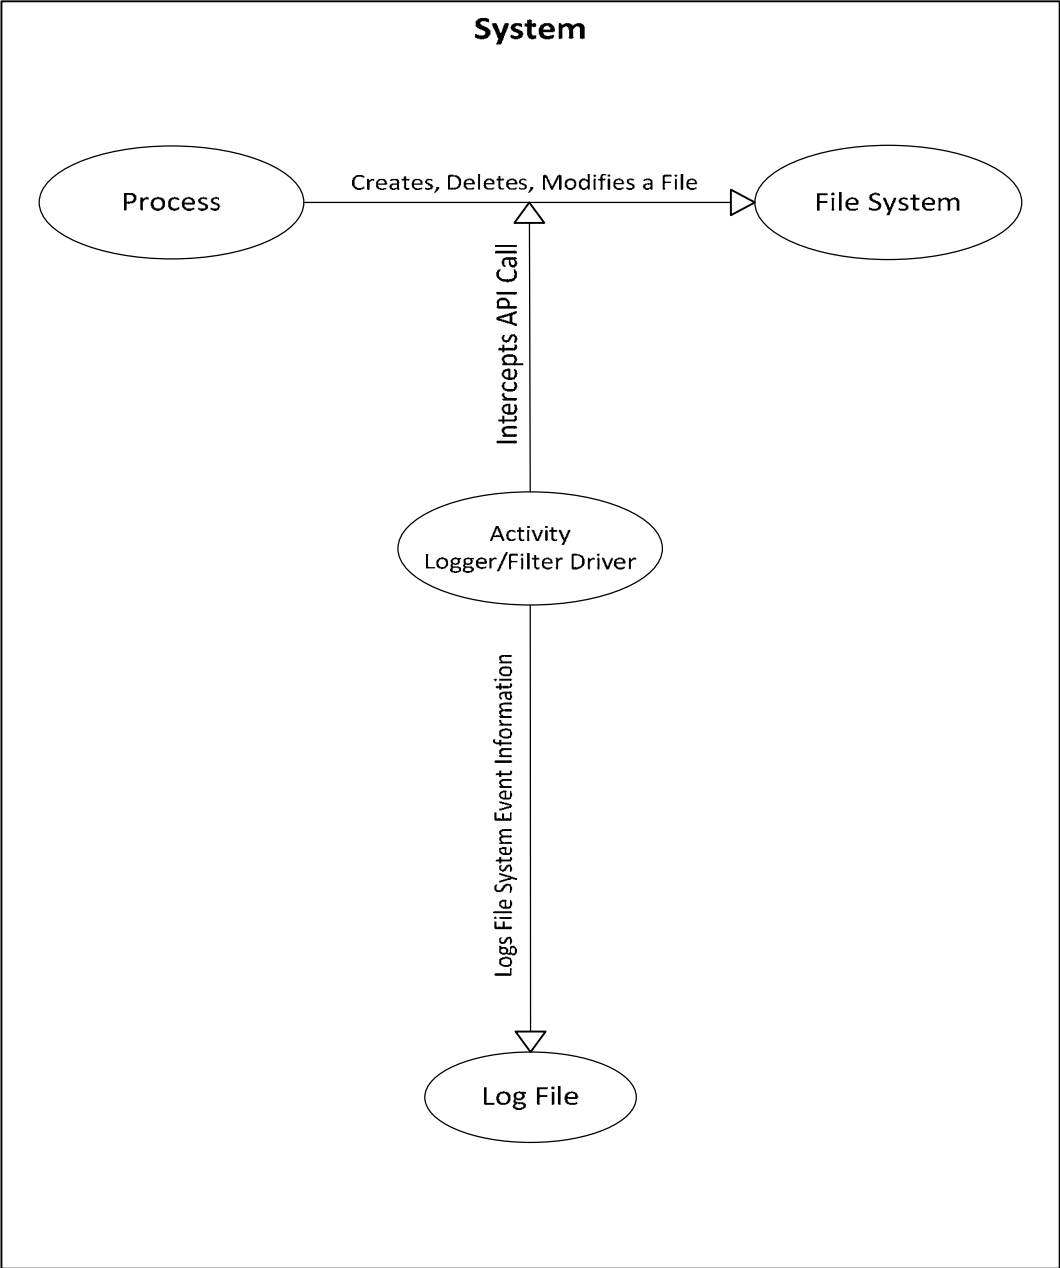 System
Process
Creates, Deletes, Modifies a File
File System
Intercepts API Call
Activity
Logger/Filter Driver
Logs File System Event Information
Log File